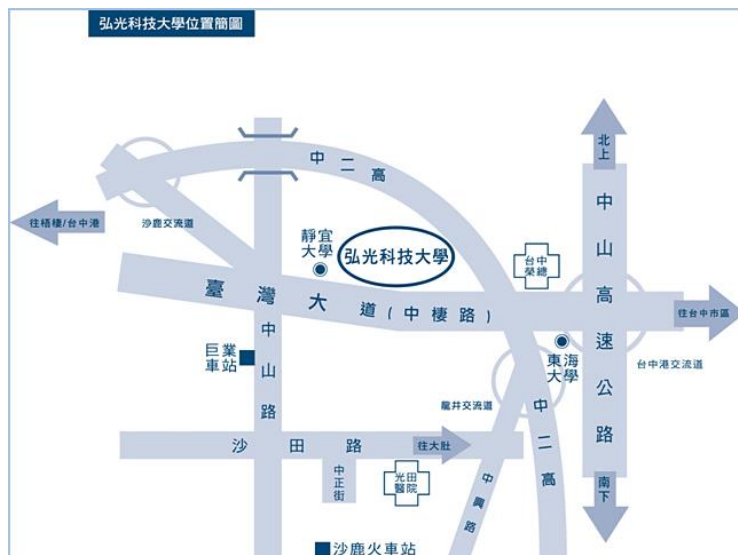 弘光科技大學位置簡圖
北上
中二高
中山高速公路
往梧棲/台中港
沙鹿交流道
靜宜
大學
弘光科技大學
台中
榮總
臺灣大道(中棲路)
往台中市區
中山路
巨業
車站
東海
大學
台中港交流道
龍井交流道
中二高
沙田路
往大肚
中正街
光田
醫院
中興路
南下
沙鹿火車站